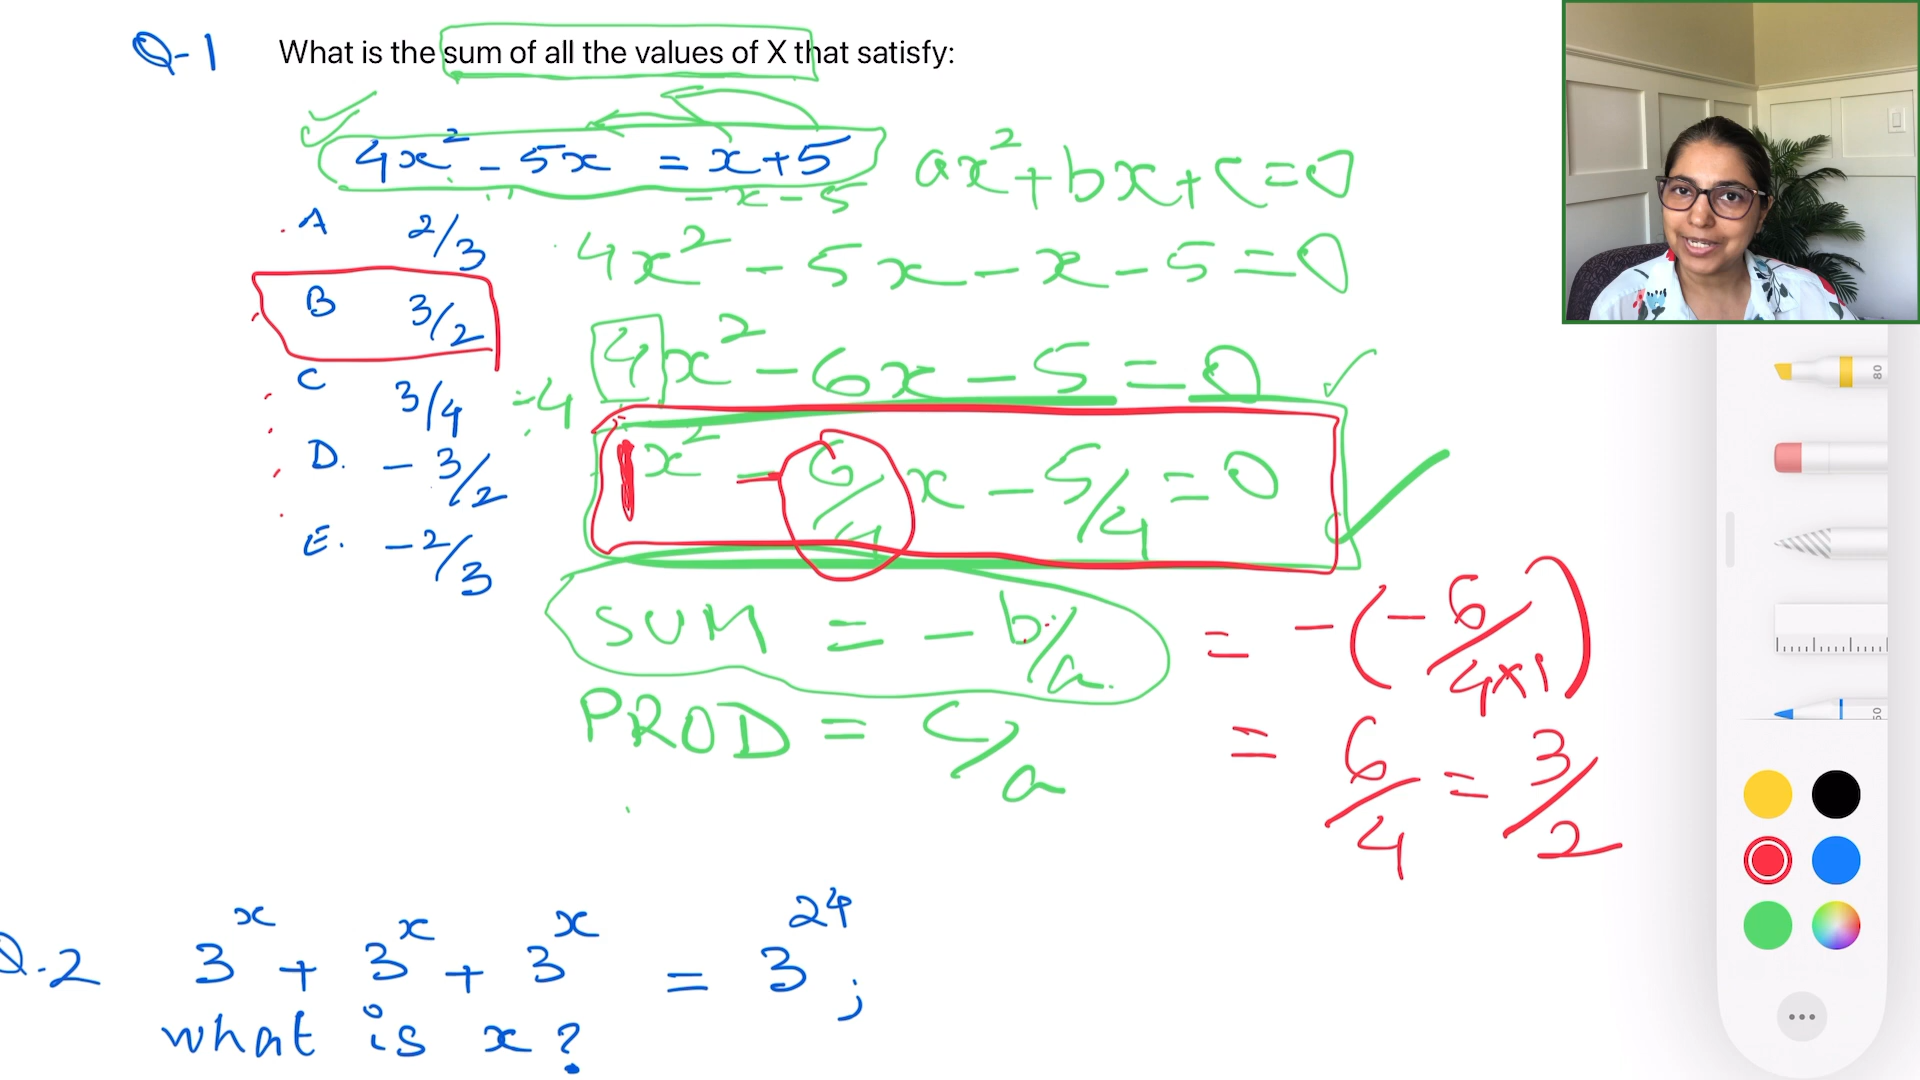 Q-1 What is the sum of all the values of X that satisfy:
4x² - 5x = x+5
-x -5
ax²+bx+c=0
A 2/3
4x² - 5x - x - 5 = 0
B 3/2
4x² - 6x - 5 = 0
C 3/4
÷4
1x² - 6/4 x - 5/4 = 0
D. - 3/2
E. - 2/3
SUM = - b/a = - (- 6/4x1)
PROD = c/a
= 6/4 = 3/2
Q-2 3^x + 3^x + 3^x = 3^24;
what is x?
80
50